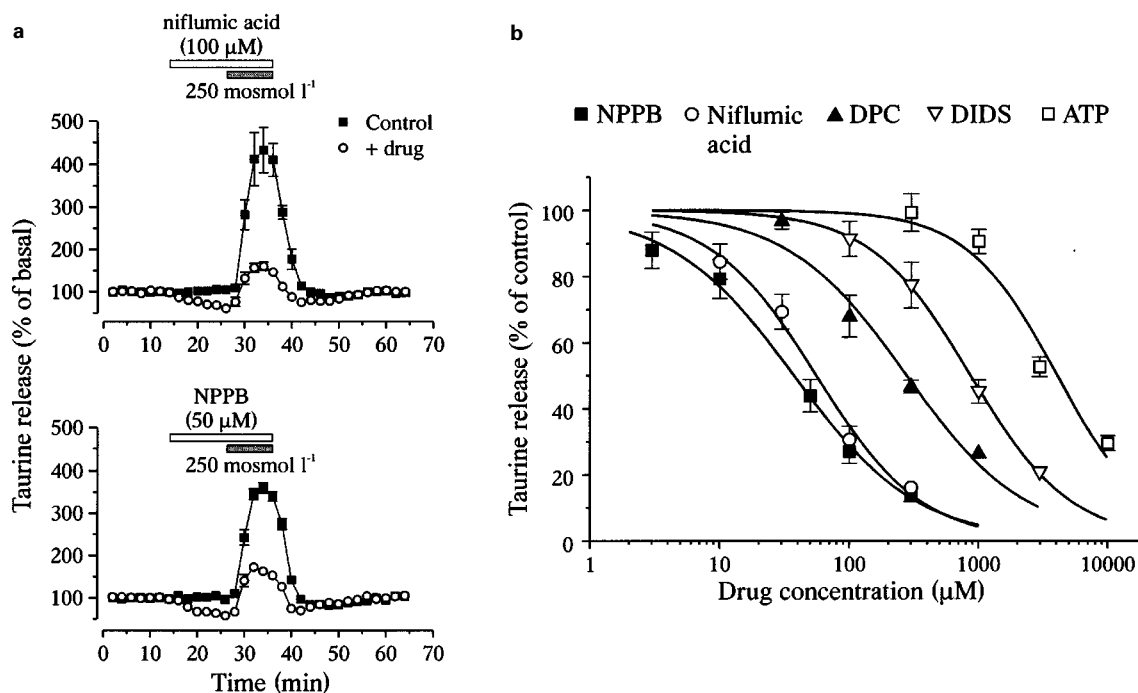 a
niflumic acid
(100 µM)
250 mosmol l⁻¹
500
400
300
200
100
0
Control
+ drug
0 10 20 30 40 50 60 70
NPPB
(50 µM)
250 mosmol l⁻¹
500
400
300
200
100
0
0 10 20 30 40 50 60 70
Time (min)
Taurine release (% of basal)
b
NPPB Niflumic acid DPC DIDS ATP
120
100
80
60
40
20
0
1 10 100 1000 10000
Drug concentration (µM)
Taurine release (% of control)